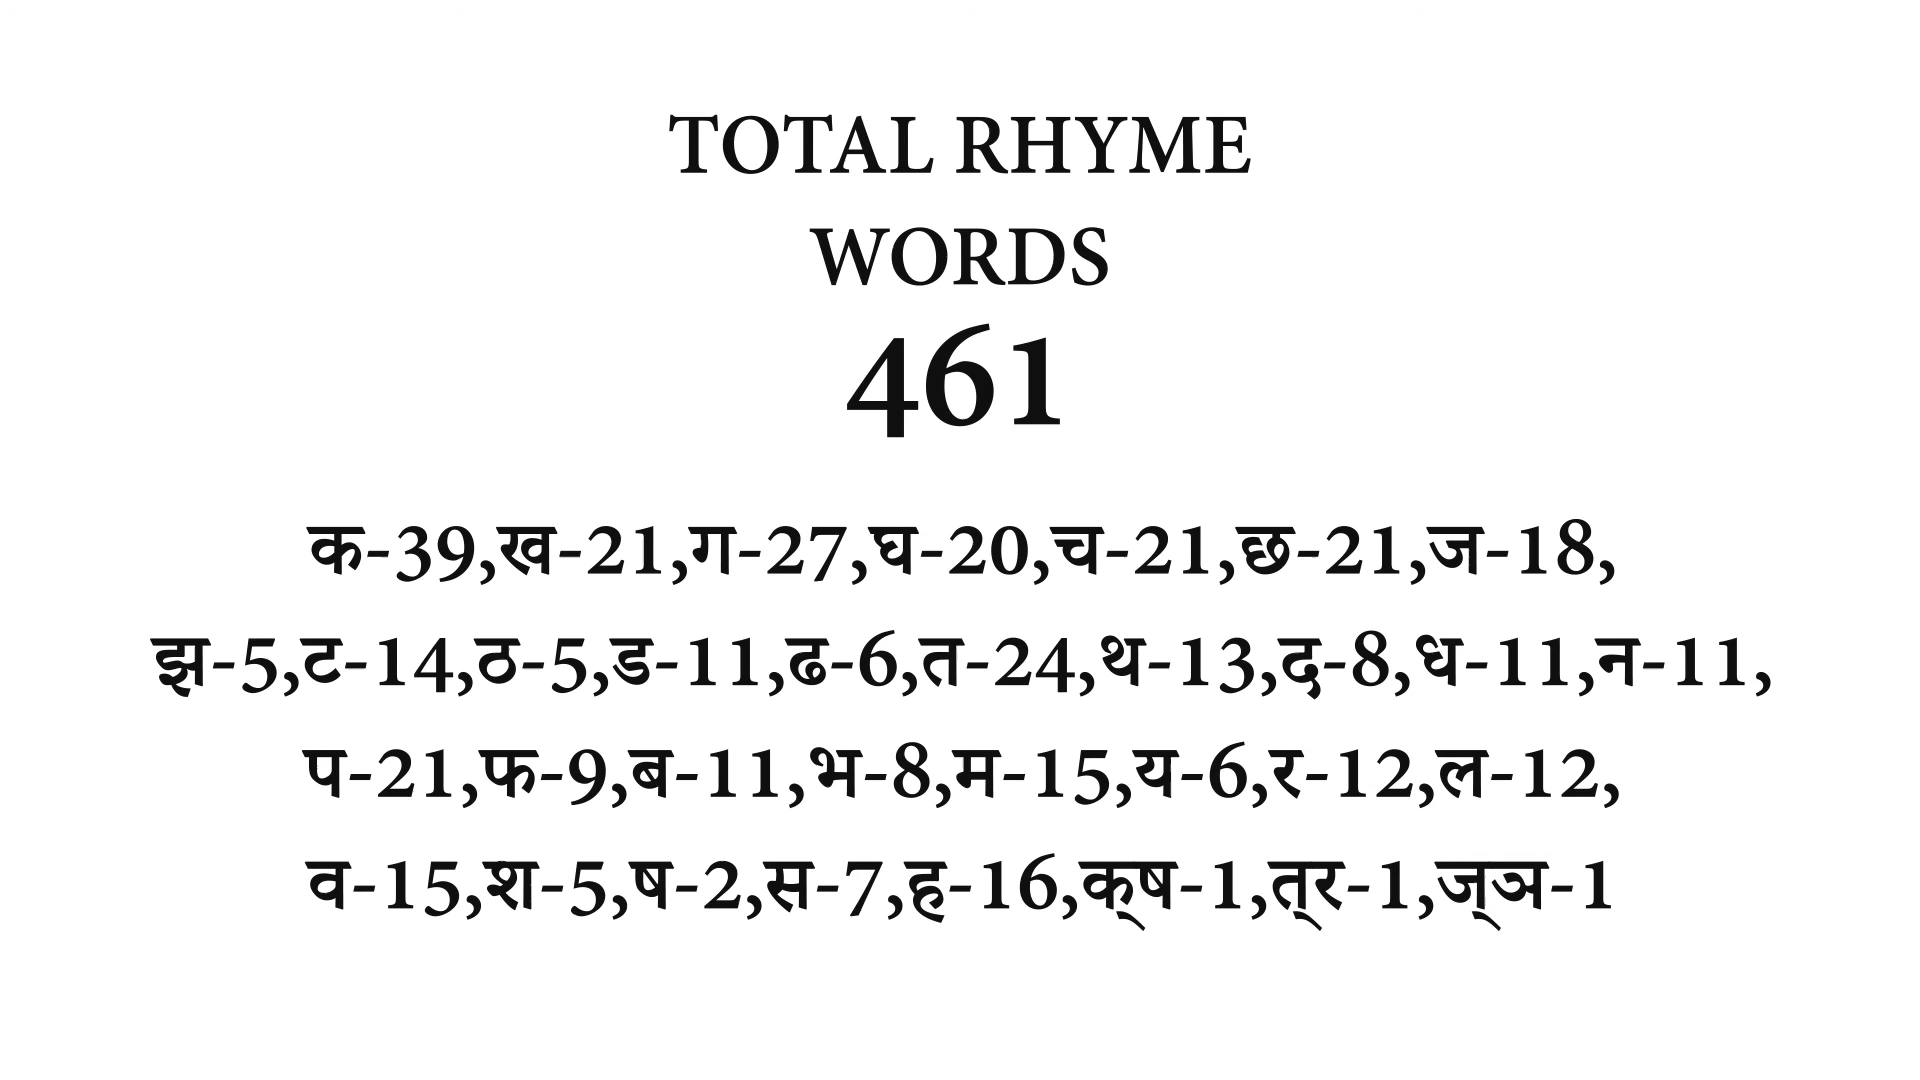 TOTAL RHYME
WORDS
461
क-39,ख-21,ग-27,घ-20,च-21,छ-21,ज-18,
झ-5,ट-14,ठ-5,ड-11,ढ-6,त-24,थ-13,द-8,ध-11,न-11,
प-21,फ-9,ब-11,भ-8,म-15,य-6,र-12,ल-12,
व-15,श-5,ष-2,स-7,ह-16,क्‌ष-1,त्‌र-1,ज्‌ञ-1